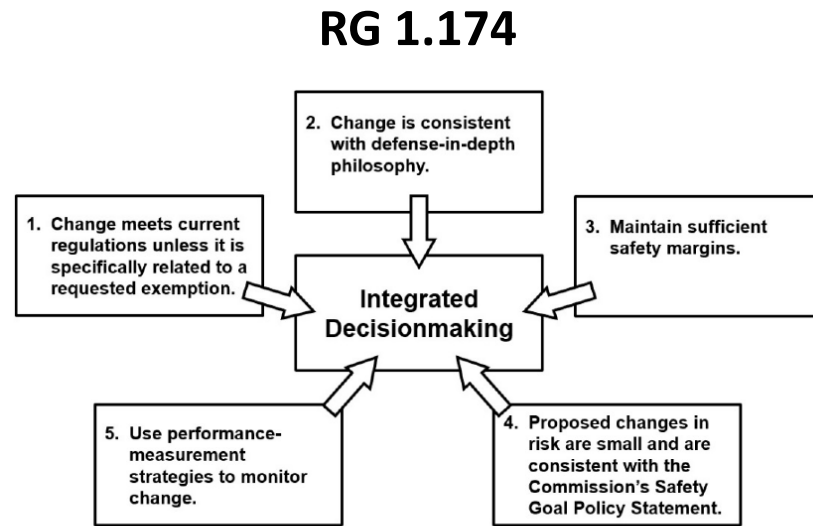 RG 1.174
2. Change is consistent
with defense-in-depth
philosophy.
1. Change meets current
regulations unless it is
specifically related to a
requested exemption.
3. Maintain sufficient
safety margins.
Integrated
Decisionmaking
5. Use performance-
measurement
strategies to monitor
change.
4. Proposed changes in
risk are small and are
consistent with the
Commission's Safety
Goal Policy Statement.